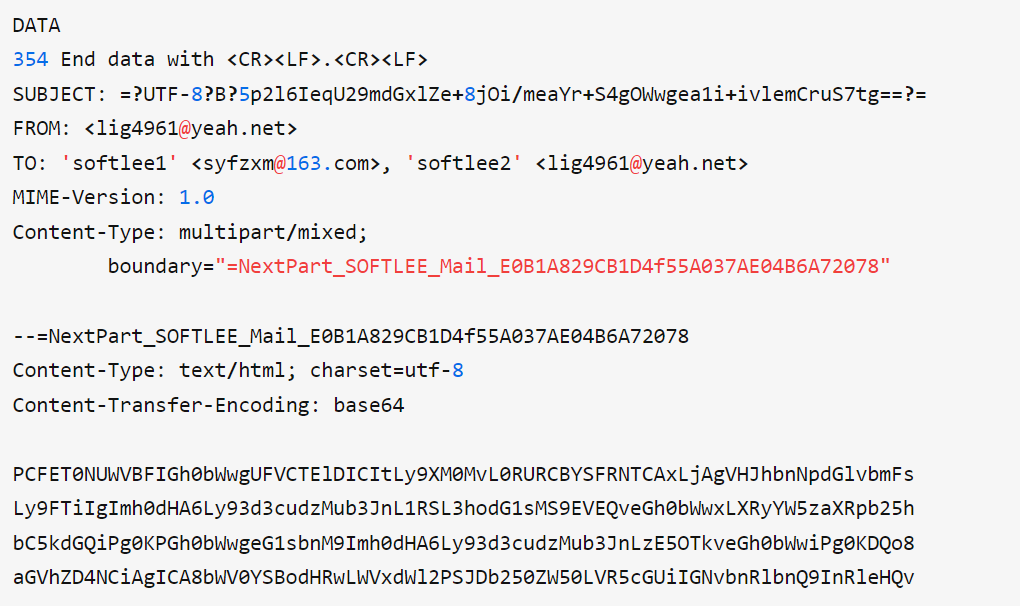 DATA
354 End data with <CR><LF>.<CR><LF>
SUBJECT: =?UTF-8?B?5p2l6IeqU29mdGxlZe+8jOi/meaYr+S4gOWwgea1i+ivlemCruS7tg==?=
FROM: <lig4961@yeah.net>
TO: 'softlee1' <syfzxm@163.com>, 'softlee2' <lig4961@yeah.net>
MIME-Version: 1.0
Content-Type: multipart/mixed;
boundary="=NextPart_SOFTLEE_Mail_E0B1A829CB1D4f55A037AE04B6A72078"
--=NextPart_SOFTLEE_Mail_E0B1A829CB1D4f55A037AE04B6A72078
Content-Type: text/html; charset=utf-8
Content-Transfer-Encoding: base64
PCFET0NUWVBFIGh0bWwgUFVCTElDICItLy9XM0MvL0RURCBYSFRNTCAxLjAgVHJhbnNpdGlvbmFs
Ly9FTiIgImh0dHA6Ly93d3cudzMub3JnL1RSL3hodG1sMS9EVEQveGh0bWwxLXRyYW5zaXRpb25h
bC5kdGQiPg0KPGh0bWwgeG1sbnM9Imh0dHA6Ly93d3cudzMub3JnLzE5OTkveGh0bWwiPg0KDQo8
aGVhZD4NCiAgICA8bWV0YSBodHRwLWVxdWl2PSJDb250ZW50LVR5cGUiIGNvbnRlbnQ9InRleHQv